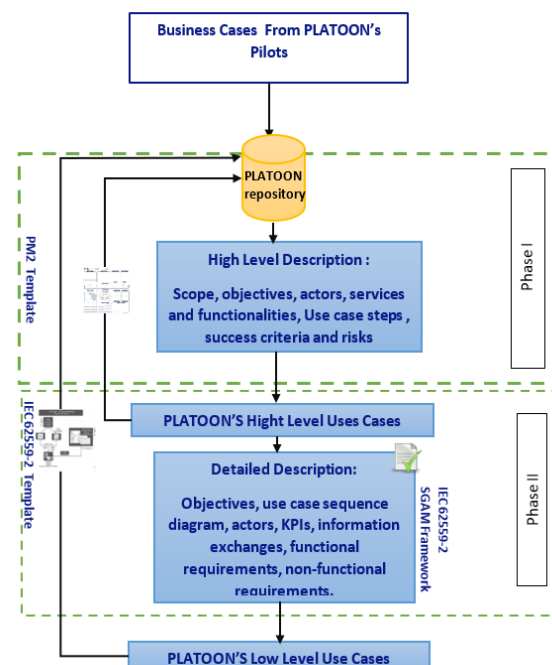 Business Cases From PLATOON's
Pilots
PLATOON
repository
Phase I
PM2 Template
High Level Description :
Scope, objectives, actors, services
and functionalities, Use case steps ,
success criteria and risks
PLATOON'S Hight Level Uses Cases
IEC62559-2 Template
Detailed Description:
Objectives, use case sequence
diagram, actors, KPIs, information
exchanges, functional
requirements, non-functional
requirements.
IEC62559-2
SGAM Framework
Phase II
PLATOON'S Low Level Use Cases